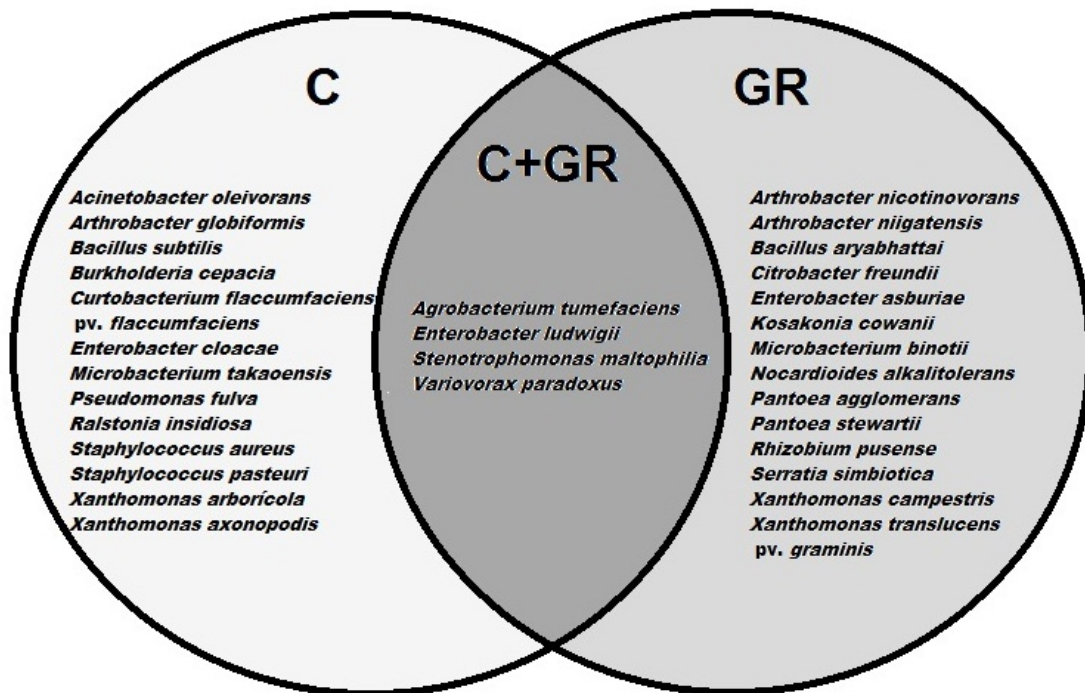 C
Acinetobacter oleivorans
Arthrobacter globiformis
Bacillus subtilis
Burkholderia cepacia
Curtobacterium flaccumfaciens
pv. flaccumfaciens
Enterobacter cloacae
Microbacterium takaoensis
Pseudomonas fulva
Ralstonia insidiosa
Staphylococcus aureus
Staphylococcus pasteuri
Xanthomonas arborícola
Xanthomonas axonopodis
C+GR
Agrobacterium tumefaciens
Enterobacter ludwigii
Stenotrophomonas maltophilia
Variovorax paradoxus
GR
Arthrobacter nicotinovorans
Arthrobacter niigatensis
Bacillus aryabhattai
Citrobacter freundii
Enterobacter asburiae
Kosakonia cowanii
Microbacterium binotii
Nocardioides alkalitolerans
Pantoea agglomerans
Pantoea stewartii
Rhizobium pusense
Serratia simbiotica
Xanthomonas campestris
Xanthomonas translucens
pv. graminis